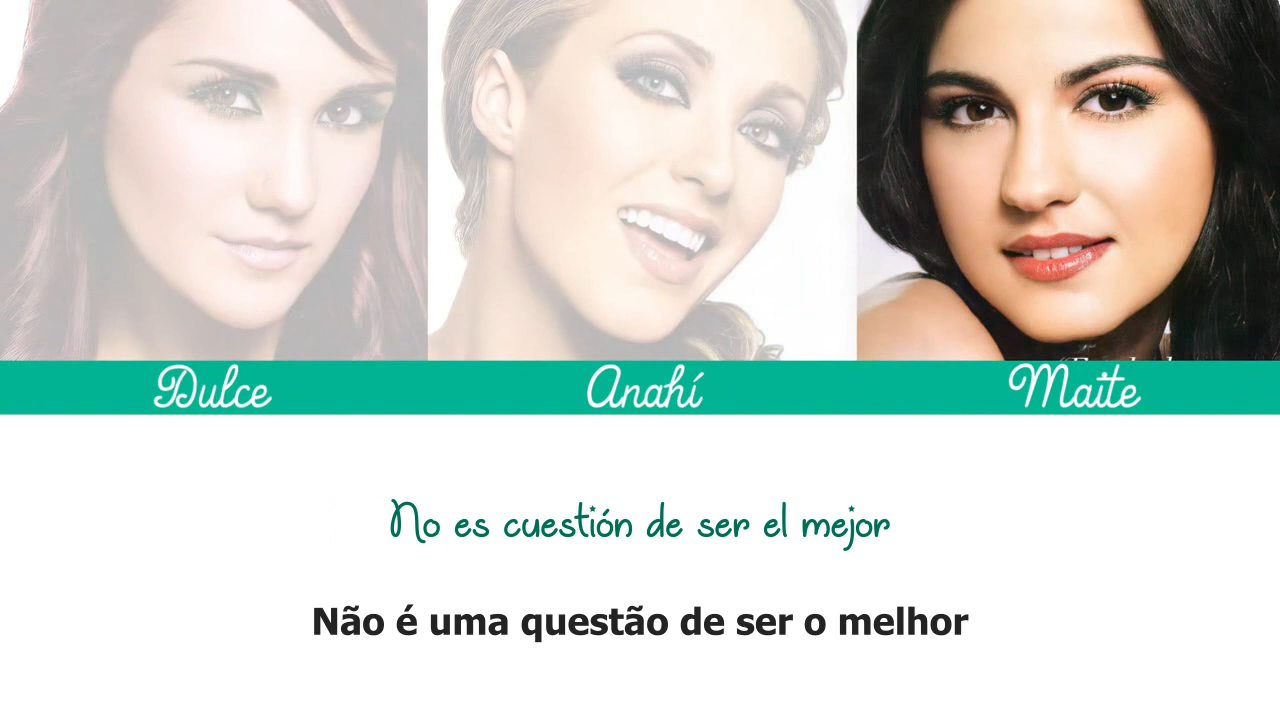 Dulce Anahí Maite
No es cuestión de ser el mejor
Não é uma questão de ser o melhor